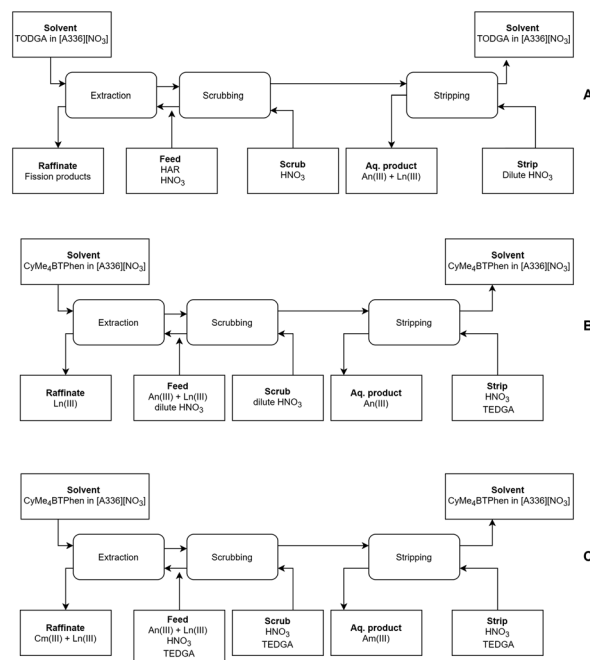 Solvent
TODGA in [A336][NO₃]
Solvent
TODGA in [A336][NO₃]
Extraction
Scrubbing
Stripping
A
Raffinate
Fission products
Feed
HAR
HNO₃
Scrub
HNO₃
Aq. product
An(III) + Ln(III)
Strip
Dilute HNO₃
Solvent
CyMe₄BTPhen in [A336][NO₃]
Solvent
CyMe₄BTPhen in [A336][NO₃]
Extraction
Scrubbing
Stripping
B
Raffinate
Ln(III)
Feed
An(III) + Ln(III)
dilute HNO₃
Scrub
dilute HNO₃
Aq. product
An(III)
Strip
HNO₃
TEDGA
Solvent
CyMe₄BTPhen in [A336][NO₃]
Solvent
CyMe₄BTPhen in [A336][NO₃]
Extraction
Scrubbing
Stripping
C
Raffinate
Cm(III) + Ln(III)
Feed
An(III) + Ln(III)
HNO₃
TEDGA
Scrub
HNO₃
TEDGA
Aq. product
Am(III)
Strip
HNO₃
TEDGA